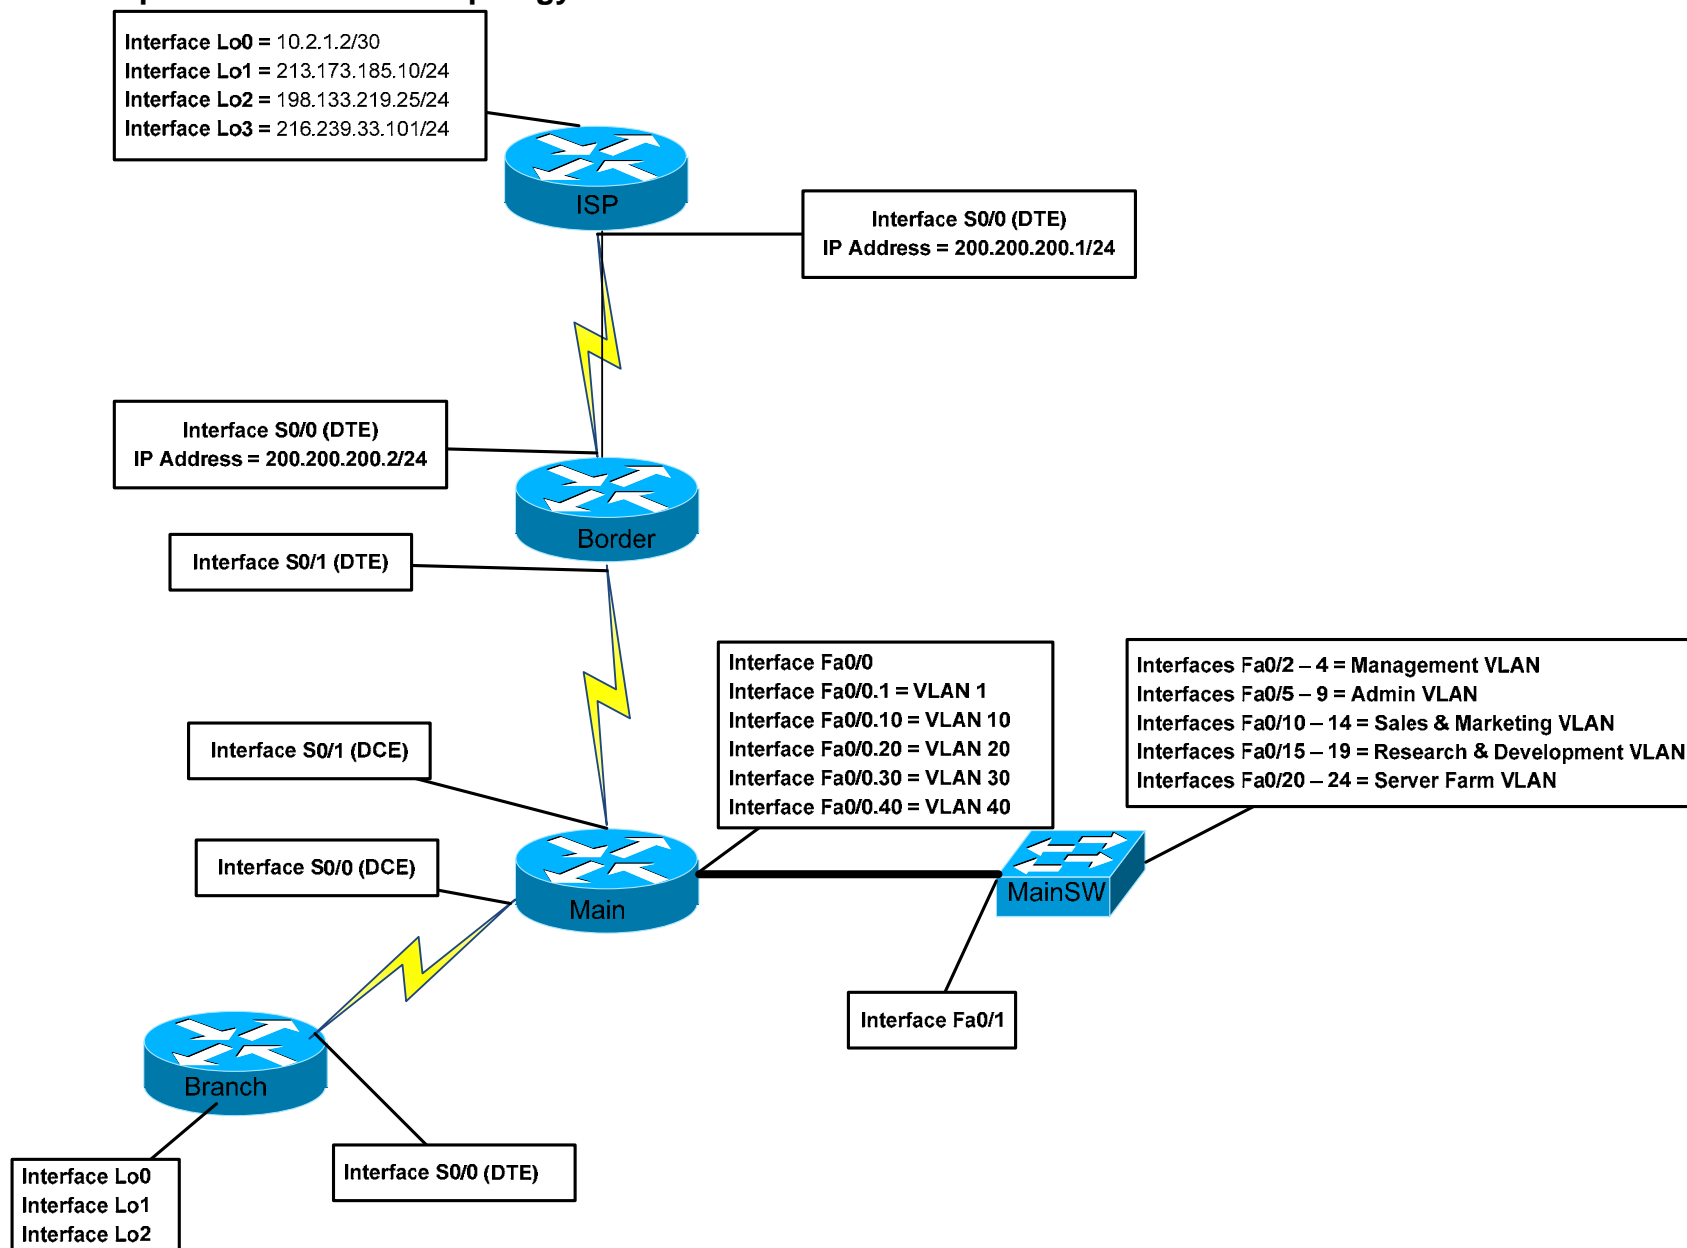 Interface Lo0 = 10.2.1.2/30
Interface Lo1 = 213.173.185.10/24
Interface Lo2 = 198.133.219.25/24
Interface Lo3 = 216.239.33.101/24
ISP
Interface S0/0 (DTE)
IP Address = 200.200.200.1/24
Interface S0/0 (DTE)
IP Address = 200.200.200.2/24
Border
Interface S0/1 (DTE)
Interface Fa0/0
Interface Fa0/0.1 = VLAN 1
Interface Fa0/0.10 = VLAN 10
Interface Fa0/0.20 = VLAN 20
Interface Fa0/0.30 = VLAN 30
Interface Fa0/0.40 = VLAN 40
Interfaces Fa0/2 – 4 = Management VLAN
Interfaces Fa0/5 – 9 = Admin VLAN
Interfaces Fa0/10 – 14 = Sales & Marketing VLAN
Interfaces Fa0/15 – 19 = Research & Development VLAN
Interfaces Fa0/20 – 24 = Server Farm VLAN
Interface S0/1 (DCE)
Interface S0/0 (DCE)
Main
MainSW
Interface Fa0/1
Branch
Interface S0/0 (DTE)
Interface Lo0
Interface Lo1
Interface Lo2